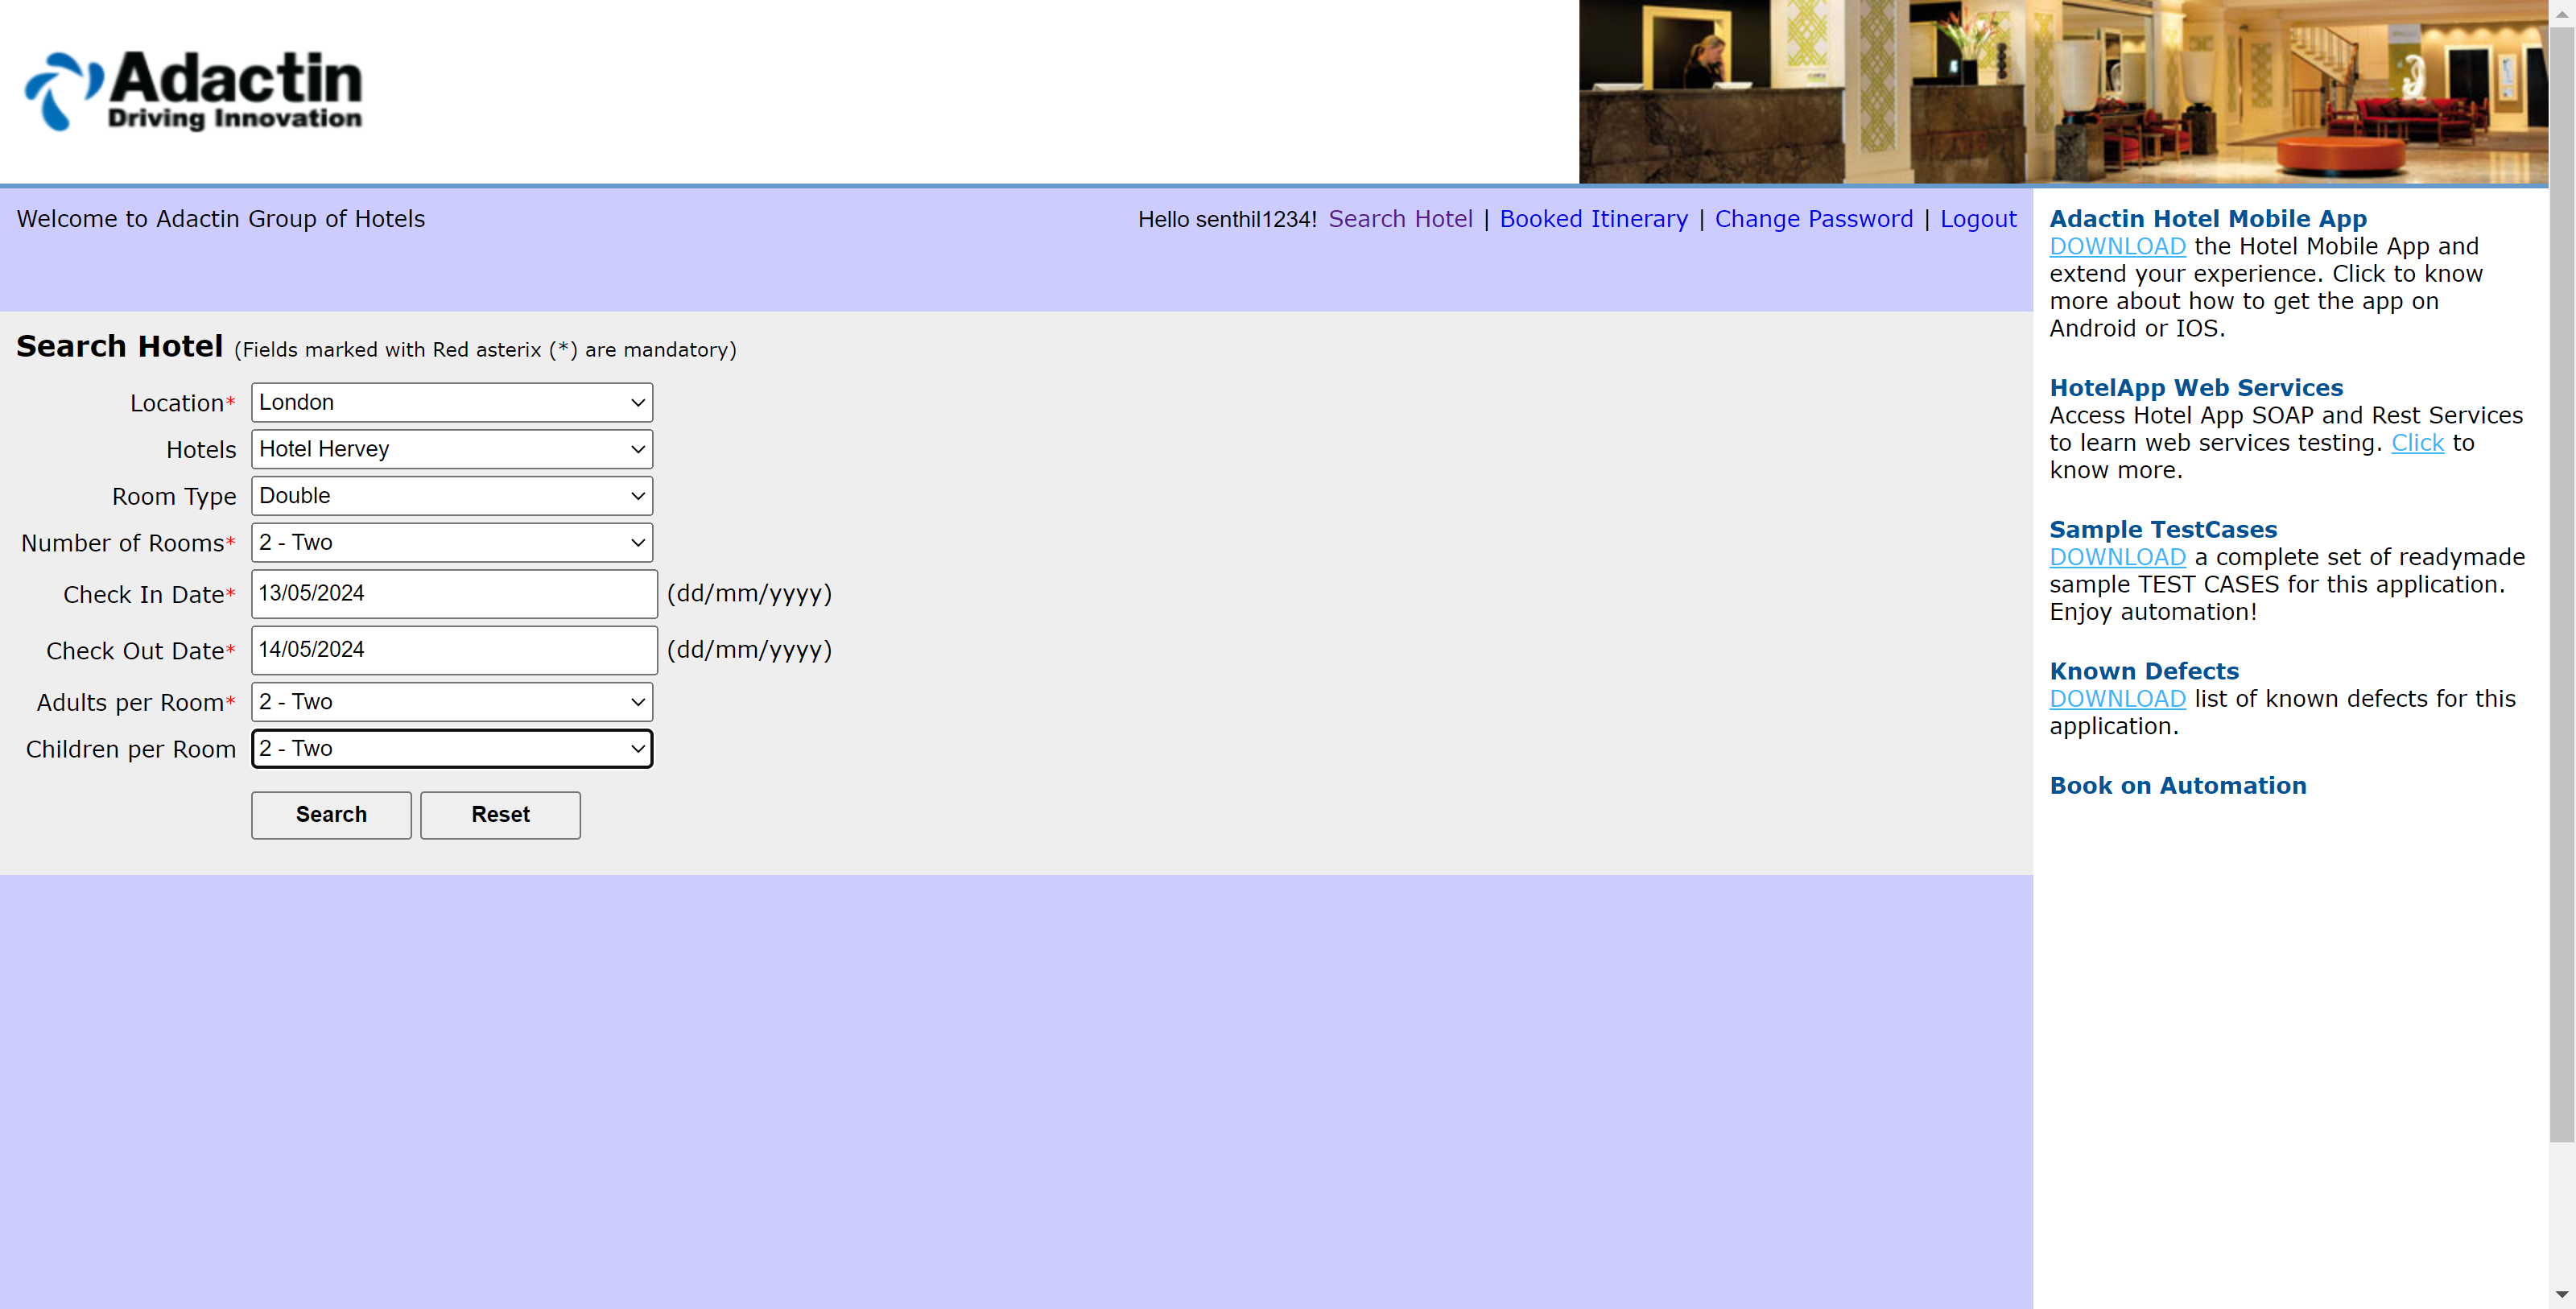 Adactin
Driving Innovation
Welcome to Adactin Group of Hotels
Hello senthil1234! Search Hotel | Booked Itinerary | Change Password | Logout
Search Hotel (Fields marked with Red asterix (*) are mandatory)
Location* London
Hotels Hotel Hervey
Room Type Double
Number of Rooms* 2 - Two
Check In Date* 13/05/2024 (dd/mm/yyyy)
Check Out Date* 14/05/2024 (dd/mm/yyyy)
Adults per Room* 2 - Two
Children per Room 2 - Two
Search Reset
Adactin Hotel Mobile App
DOWNLOAD the Hotel Mobile App and
extend your experience. Click to know
more about how to get the app on
Android or IOS.
HotelApp Web Services
Access Hotel App SOAP and Rest Services
to learn web services testing. Click to
know more.
Sample TestCases
DOWNLOAD a complete set of readymade
sample TEST CASES for this application.
Enjoy automation!
Known Defects
DOWNLOAD list of known defects for this
application.
Book on Automation